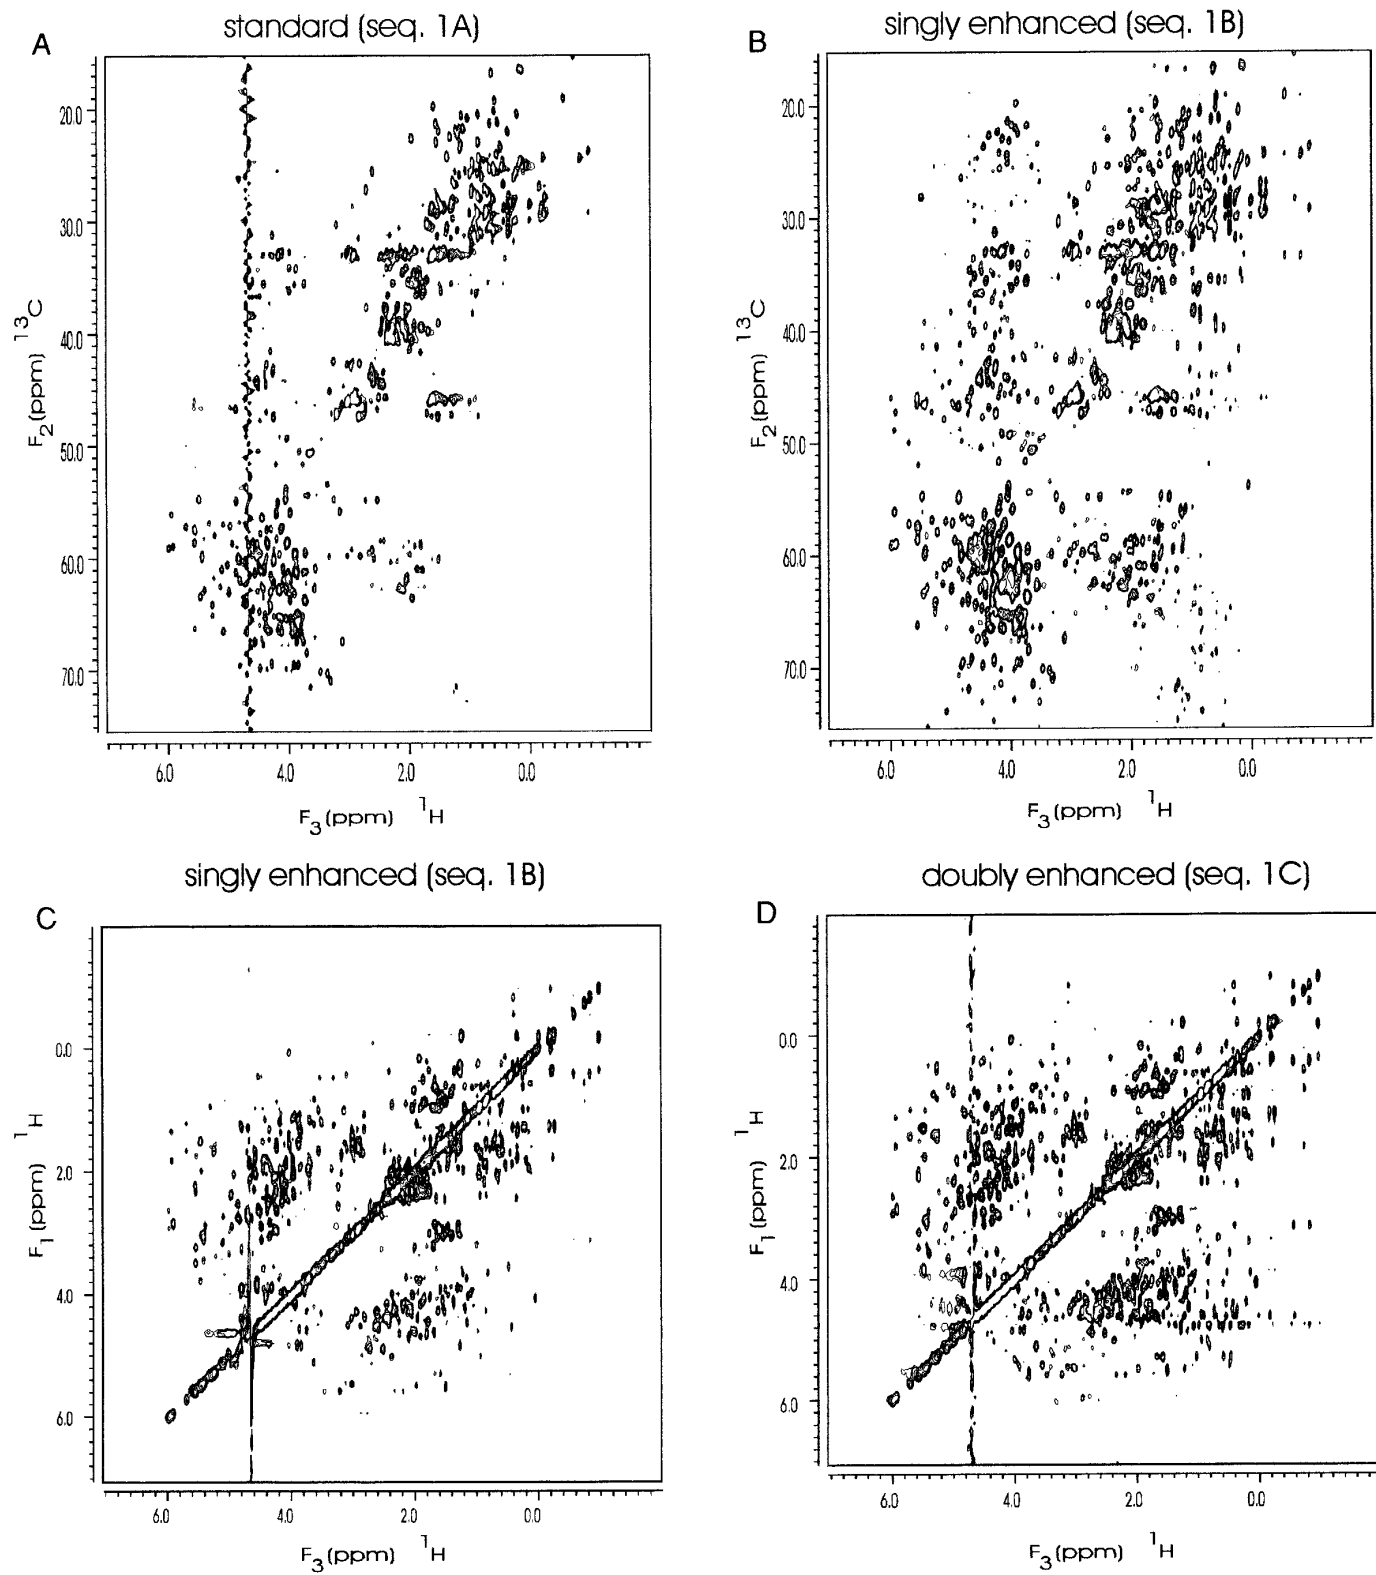 standard (seq. 1A)
singly enhanced (seq. 1B)
A
B
20.0
30.0
40.0
50.0
60.0
70.0
F2 (ppm) 13C
6.0 4.0 2.0 0.0
F3 (ppm) 1H
20.0
30.0
40.0
50.0
60.0
70.0
F2 (ppm) 13C
6.0 4.0 2.0 0.0
F3 (ppm) 1H
singly enhanced (seq. 1B)
doubly enhanced (seq. 1C)
C
D
0.0
2.0
4.0
6.0
F1 (ppm) 1H
6.0 4.0 2.0 0.0
F3 (ppm) 1H
0.0
2.0
4.0
6.0
F1 (ppm) 1H
6.0 4.0 2.0 0.0
F3 (ppm) 1H